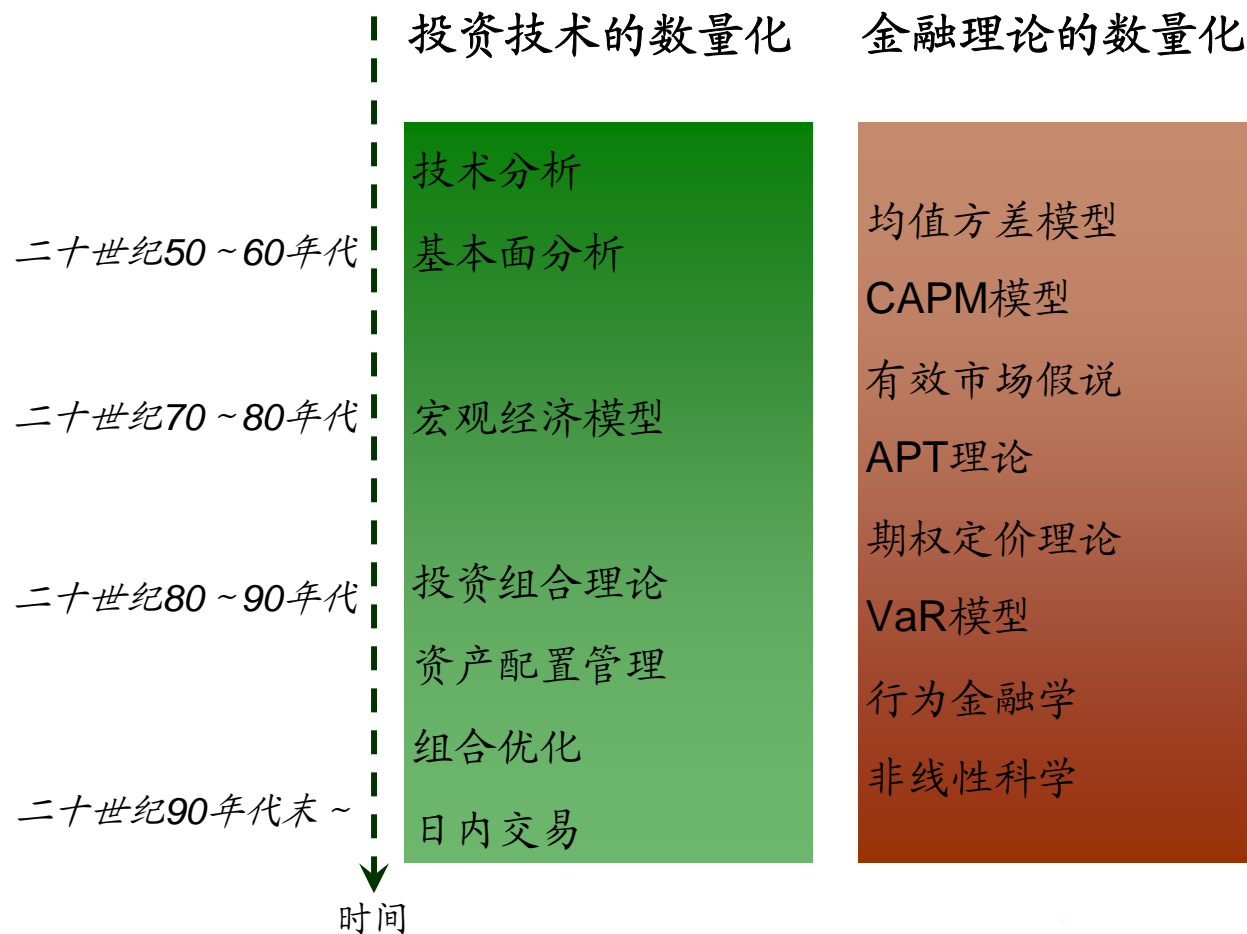 投资技术的数量化
金融理论的数量化
二十世纪50~60年代
二十世纪70~80年代
二十世纪80~90年代
二十世纪90年代末~
时间
技术分析
基本面分析
宏观经济模型
投资组合理论
资产配置管理
组合优化
日内交易
均值方差模型
CAPM模型
有效市场假说
APT理论
期权定价理论
VaR模型
行为金融学
非线性科学